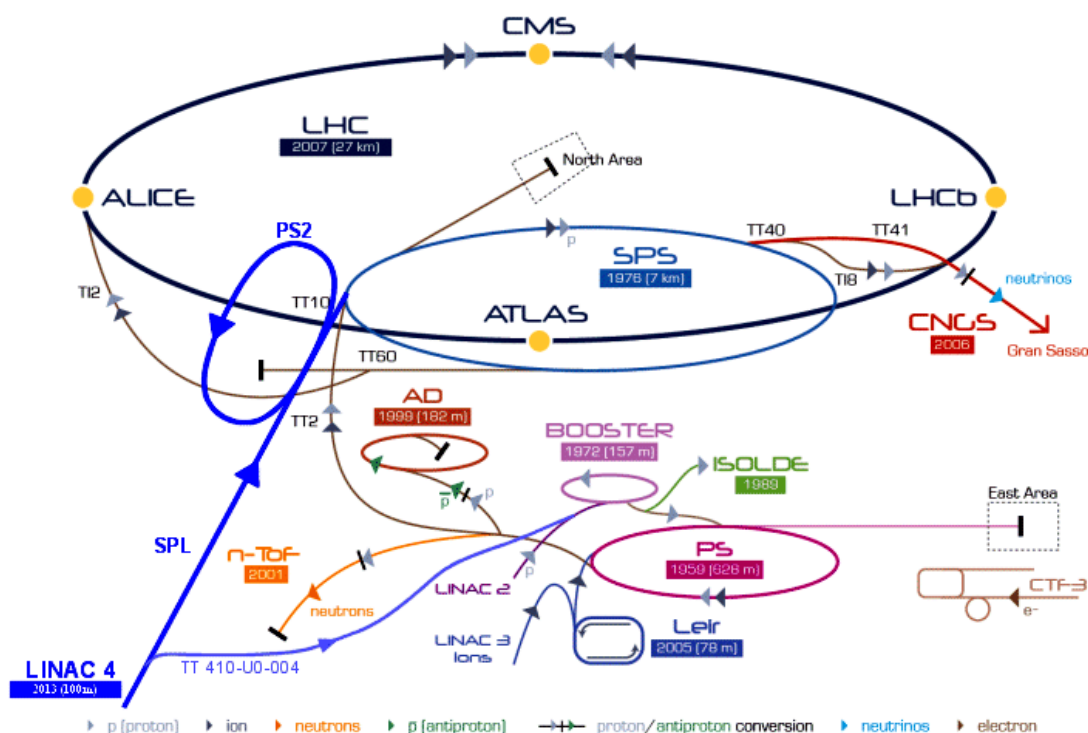 CMS
LHC
2007 (27 km)
North Area
ALICE
LHCb
PS2
p
TT40
TT41
SPS
1976 (7 km)
TI2
TI8
neutrinos
TT10
ATLAS
CNGS
2006
Gran Sasso
TT60
AD
1999 (182 m)
TT2
BOOSTER
1972 (157 m)
ISOLDE
1989
p̅
p
East Area
SPL
n-ToF
2001
PS
1959 (628 m)
LINAC 2
p
CTF-3
e-
neutrons
LINAC 3
Ions
Leir
2005 (78 m)
LINAC 4
2013 (100m)
TT 410-U0-004
p (proton)
ion
neutrons
p̅ (antiproton)
proton/antiproton conversion
neutrinos
electron